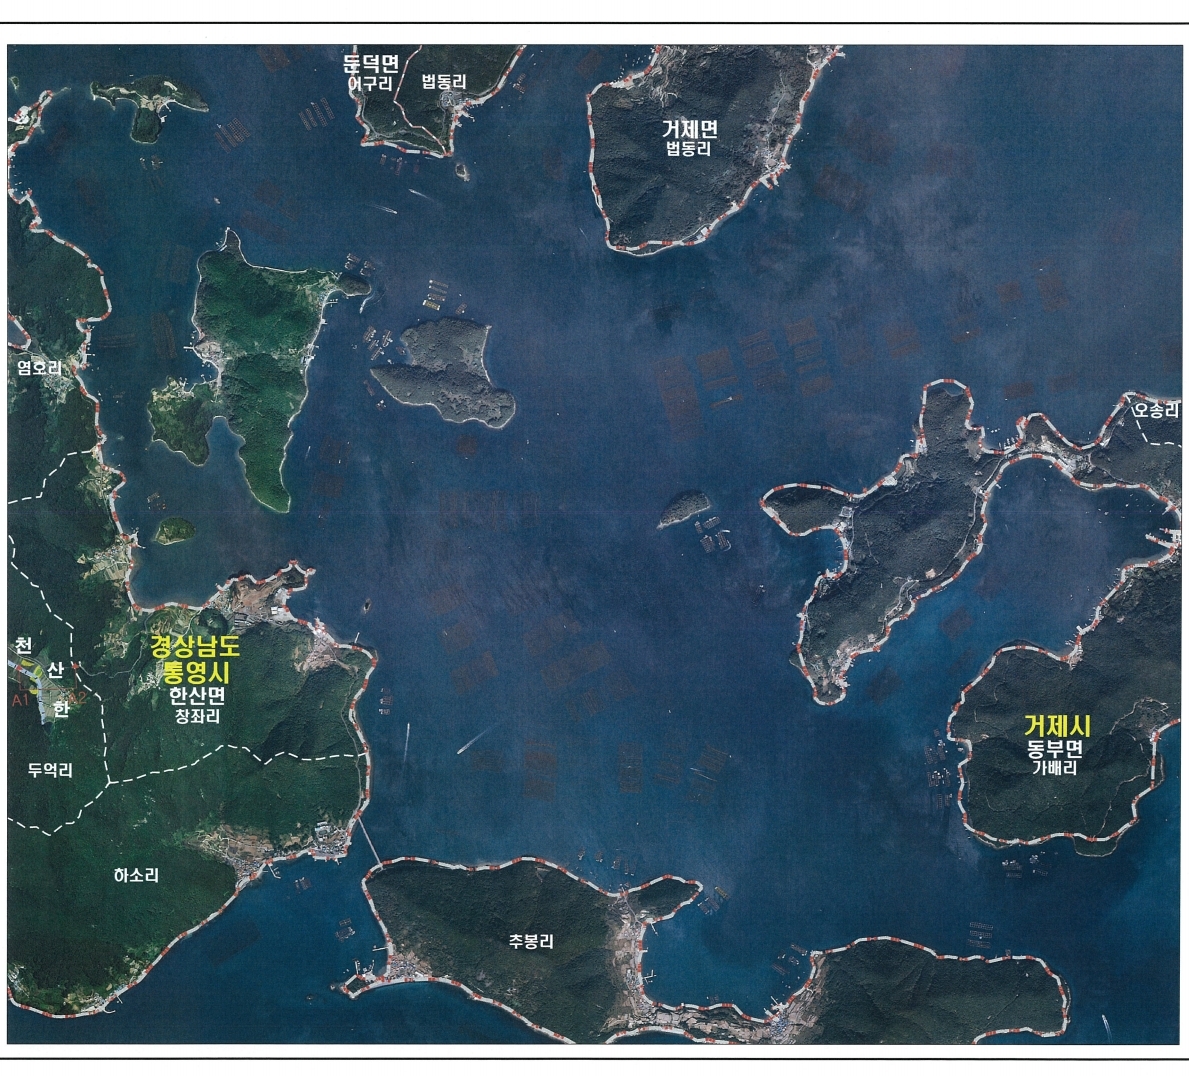 둔덕면
어구리
법동리
거제면
법동리
염호리
오송리
천
산
한
A1
A2
경상남도
통영시
한산면
창좌리
거제시
동부면
가배리
두억리
하소리
추봉리